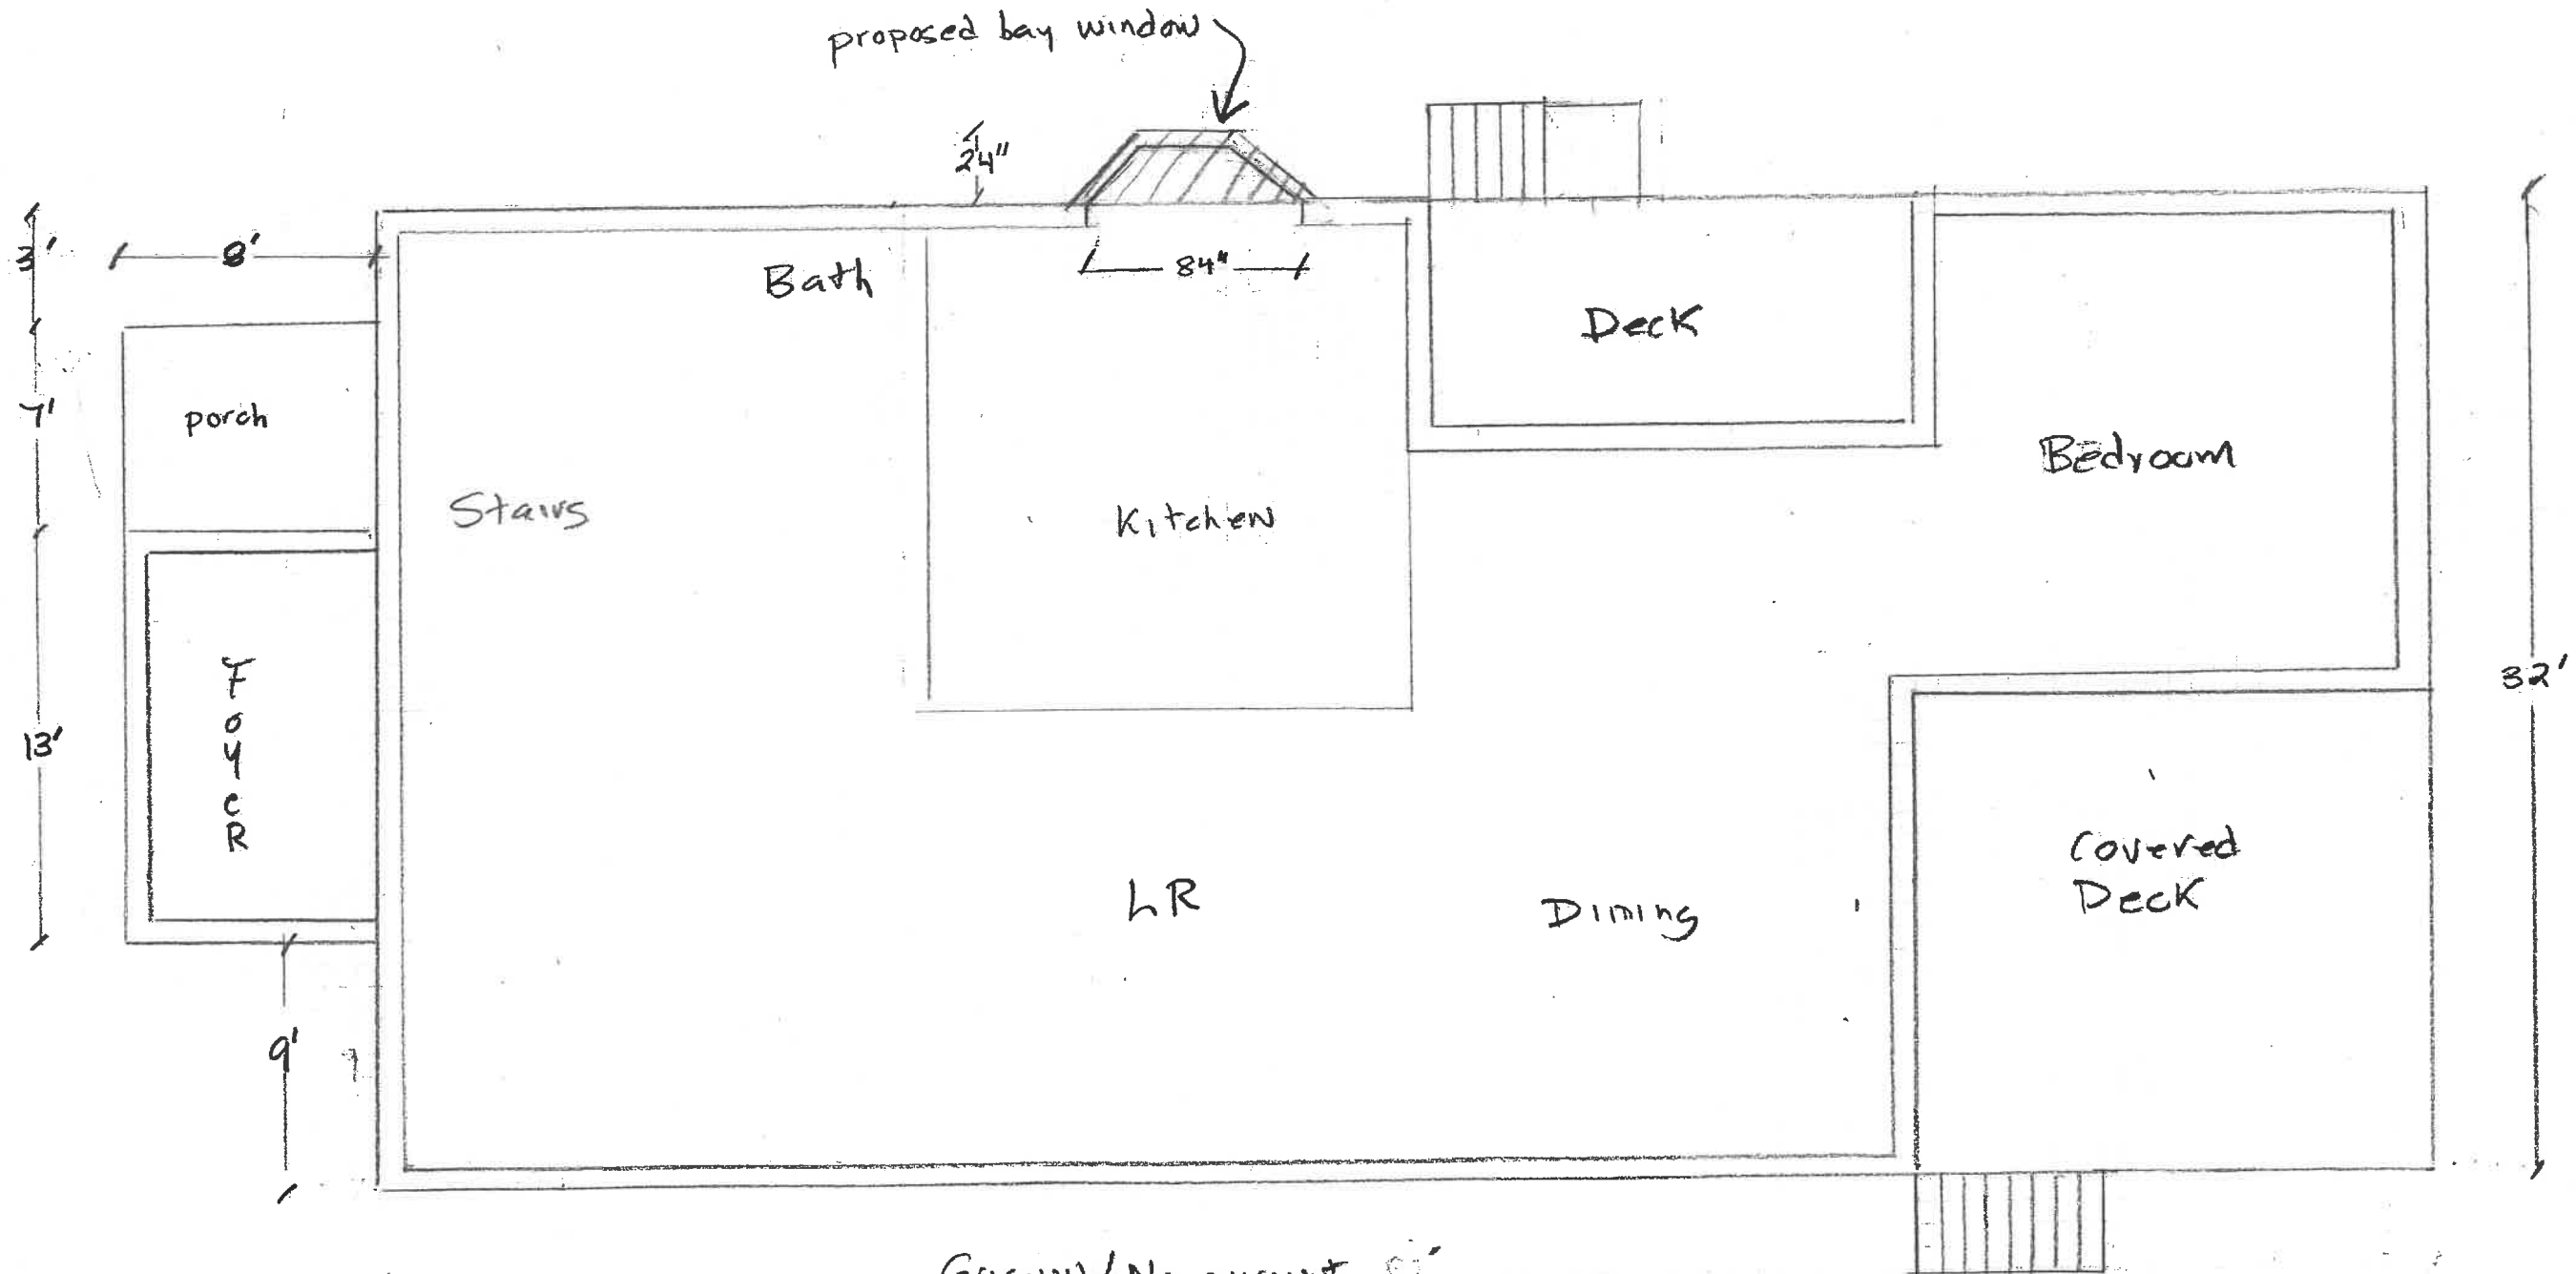 proposed bay window
24"
3'
8'
84"
Bath
Deck
7'
porch
Bedroom
Stairs
Kitchen
32'
FoyeR
13'
Covered
Deck
LR
Dining
9'